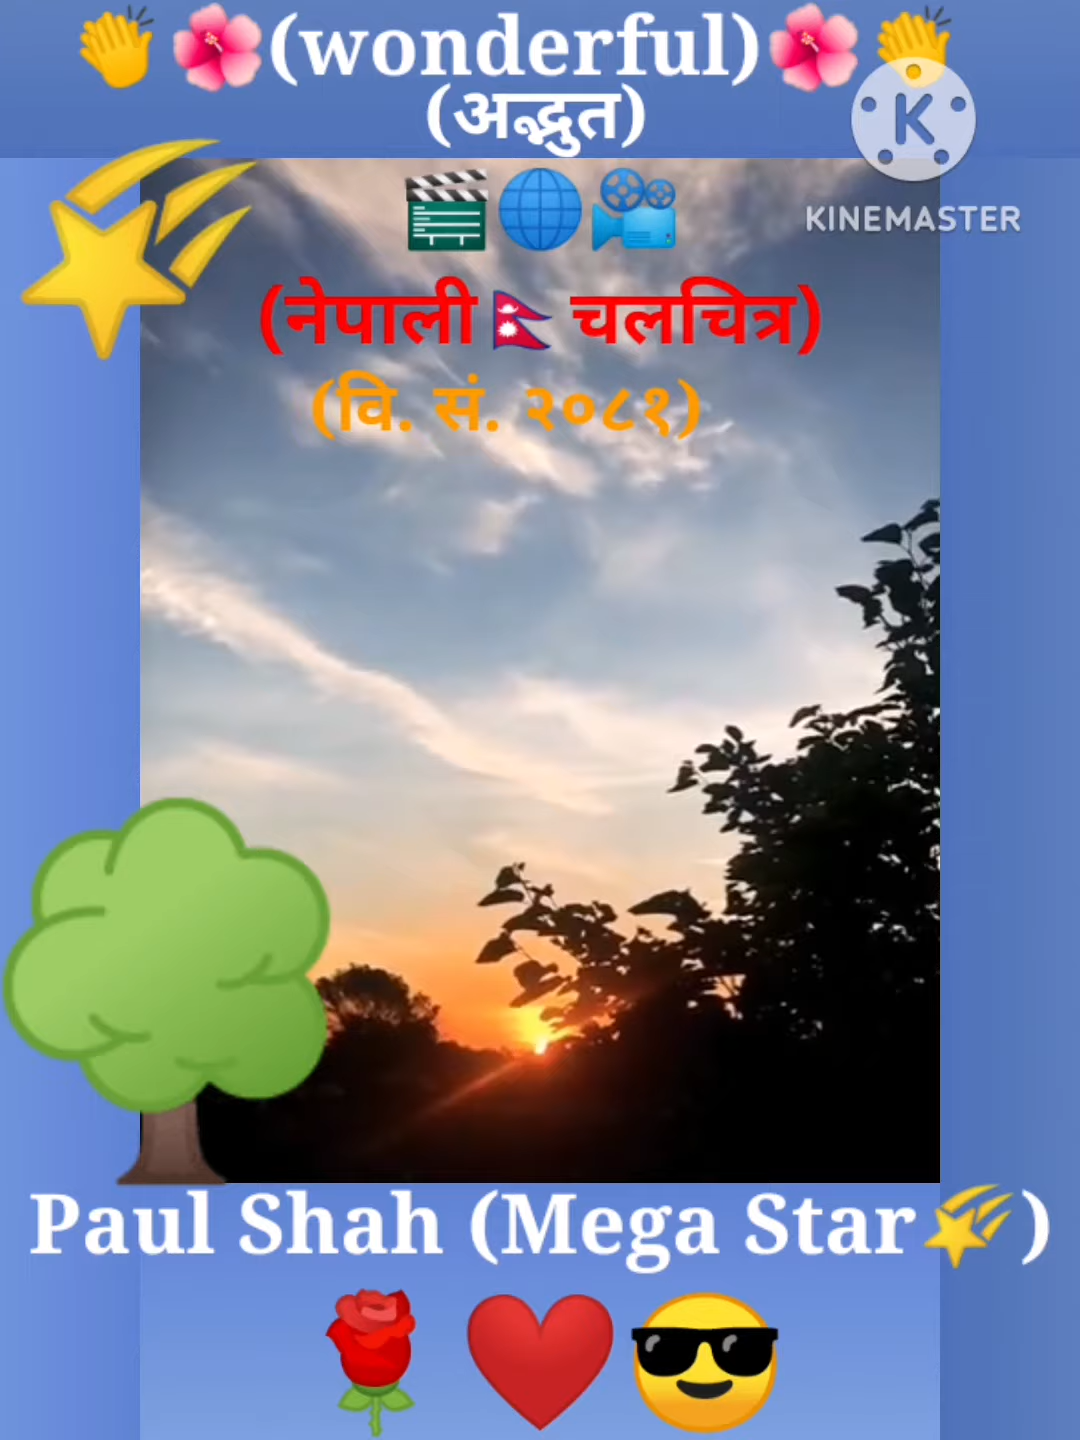 (wonderful)
(अद्भुत)
K
KINEMASTER
(नेपाली चलचित्र)
(वि. सं. २०८१)
Paul Shah (Mega Star)